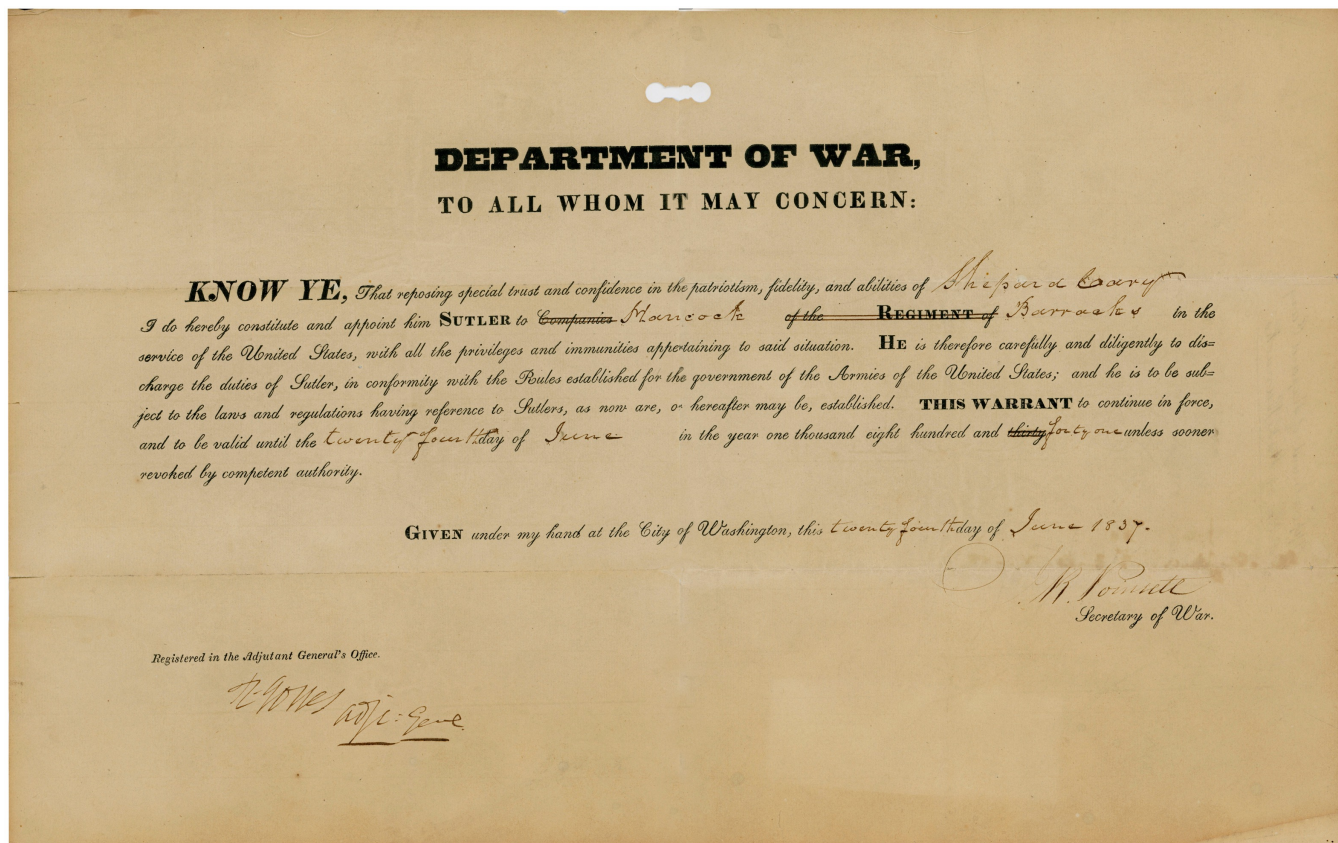 DEPARTMENT OF WAR,
TO ALL WHOM IT MAY CONCERN:
KNOW YE, That reposing special trust and confidence in the patriotism, fidelity, and abilities of Shepard Cary
I do hereby constitute and appoint him SUTLER to Companies Hancock of the REGIMENT of Barracks in the
service of the United States, with all the privileges and immunities appertaining to said situation. HE is therefore carefully and diligently to dis=
charge the duties of Sutler, in conformity with the Rules established for the government of the Armies of the United States; and he is to be sub=
ject to the laws and regulations having reference to Sutlers, as now are, or hereafter may be, established. THIS WARRANT to continue in force,
and to be valid until the twenty fourth day of June in the year one thousand eight hundred and thirty forty one unless sooner
revoked by competent authority.
GIVEN under my hand at the City of Washington, this twenty fourth day of June 1837.
J R Poinsett
Secretary of War.
Registered in the Adjutant General's Office.
R. Jones
Adjt: Genl.